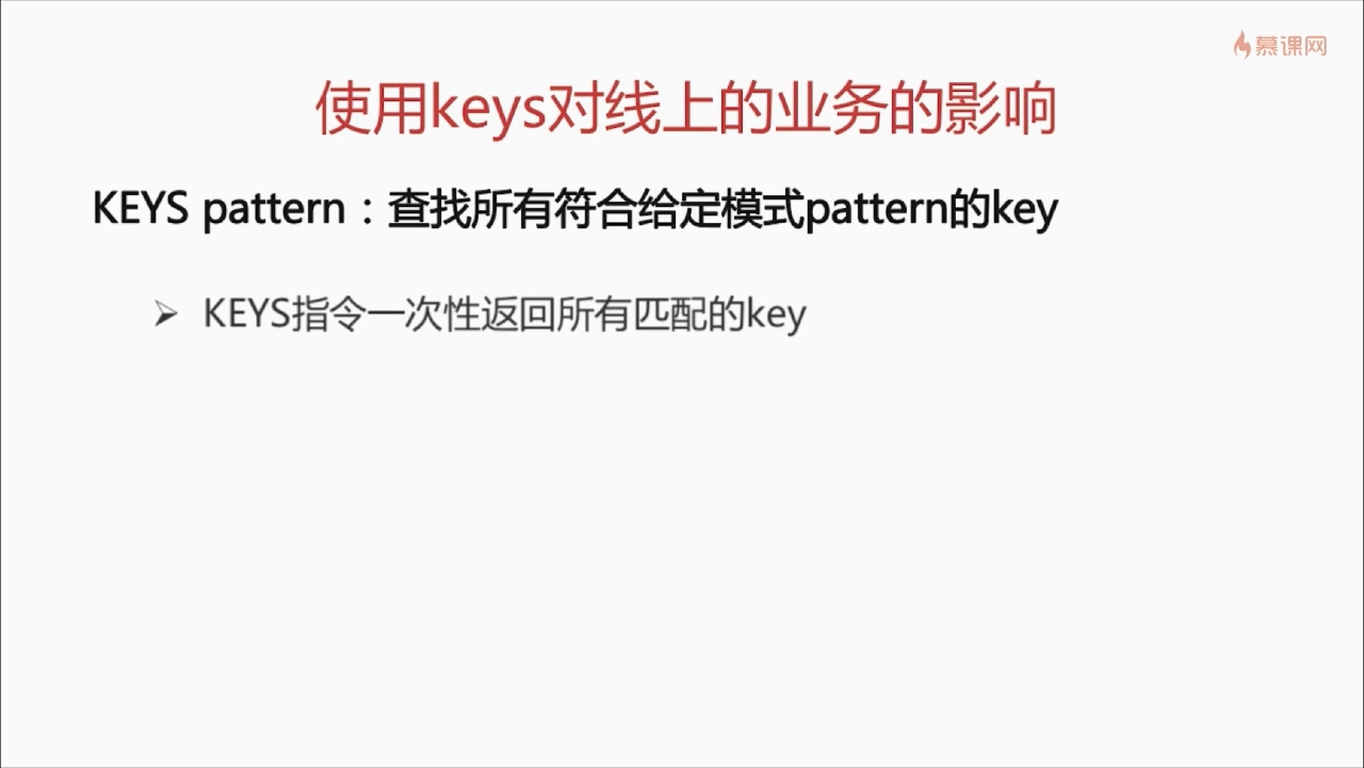 慕课网
使用keys对线上的业务的影响
KEYS pattern：查找所有符合给定模式pattern的key
➢ KEYS指令一次性返回所有匹配的key